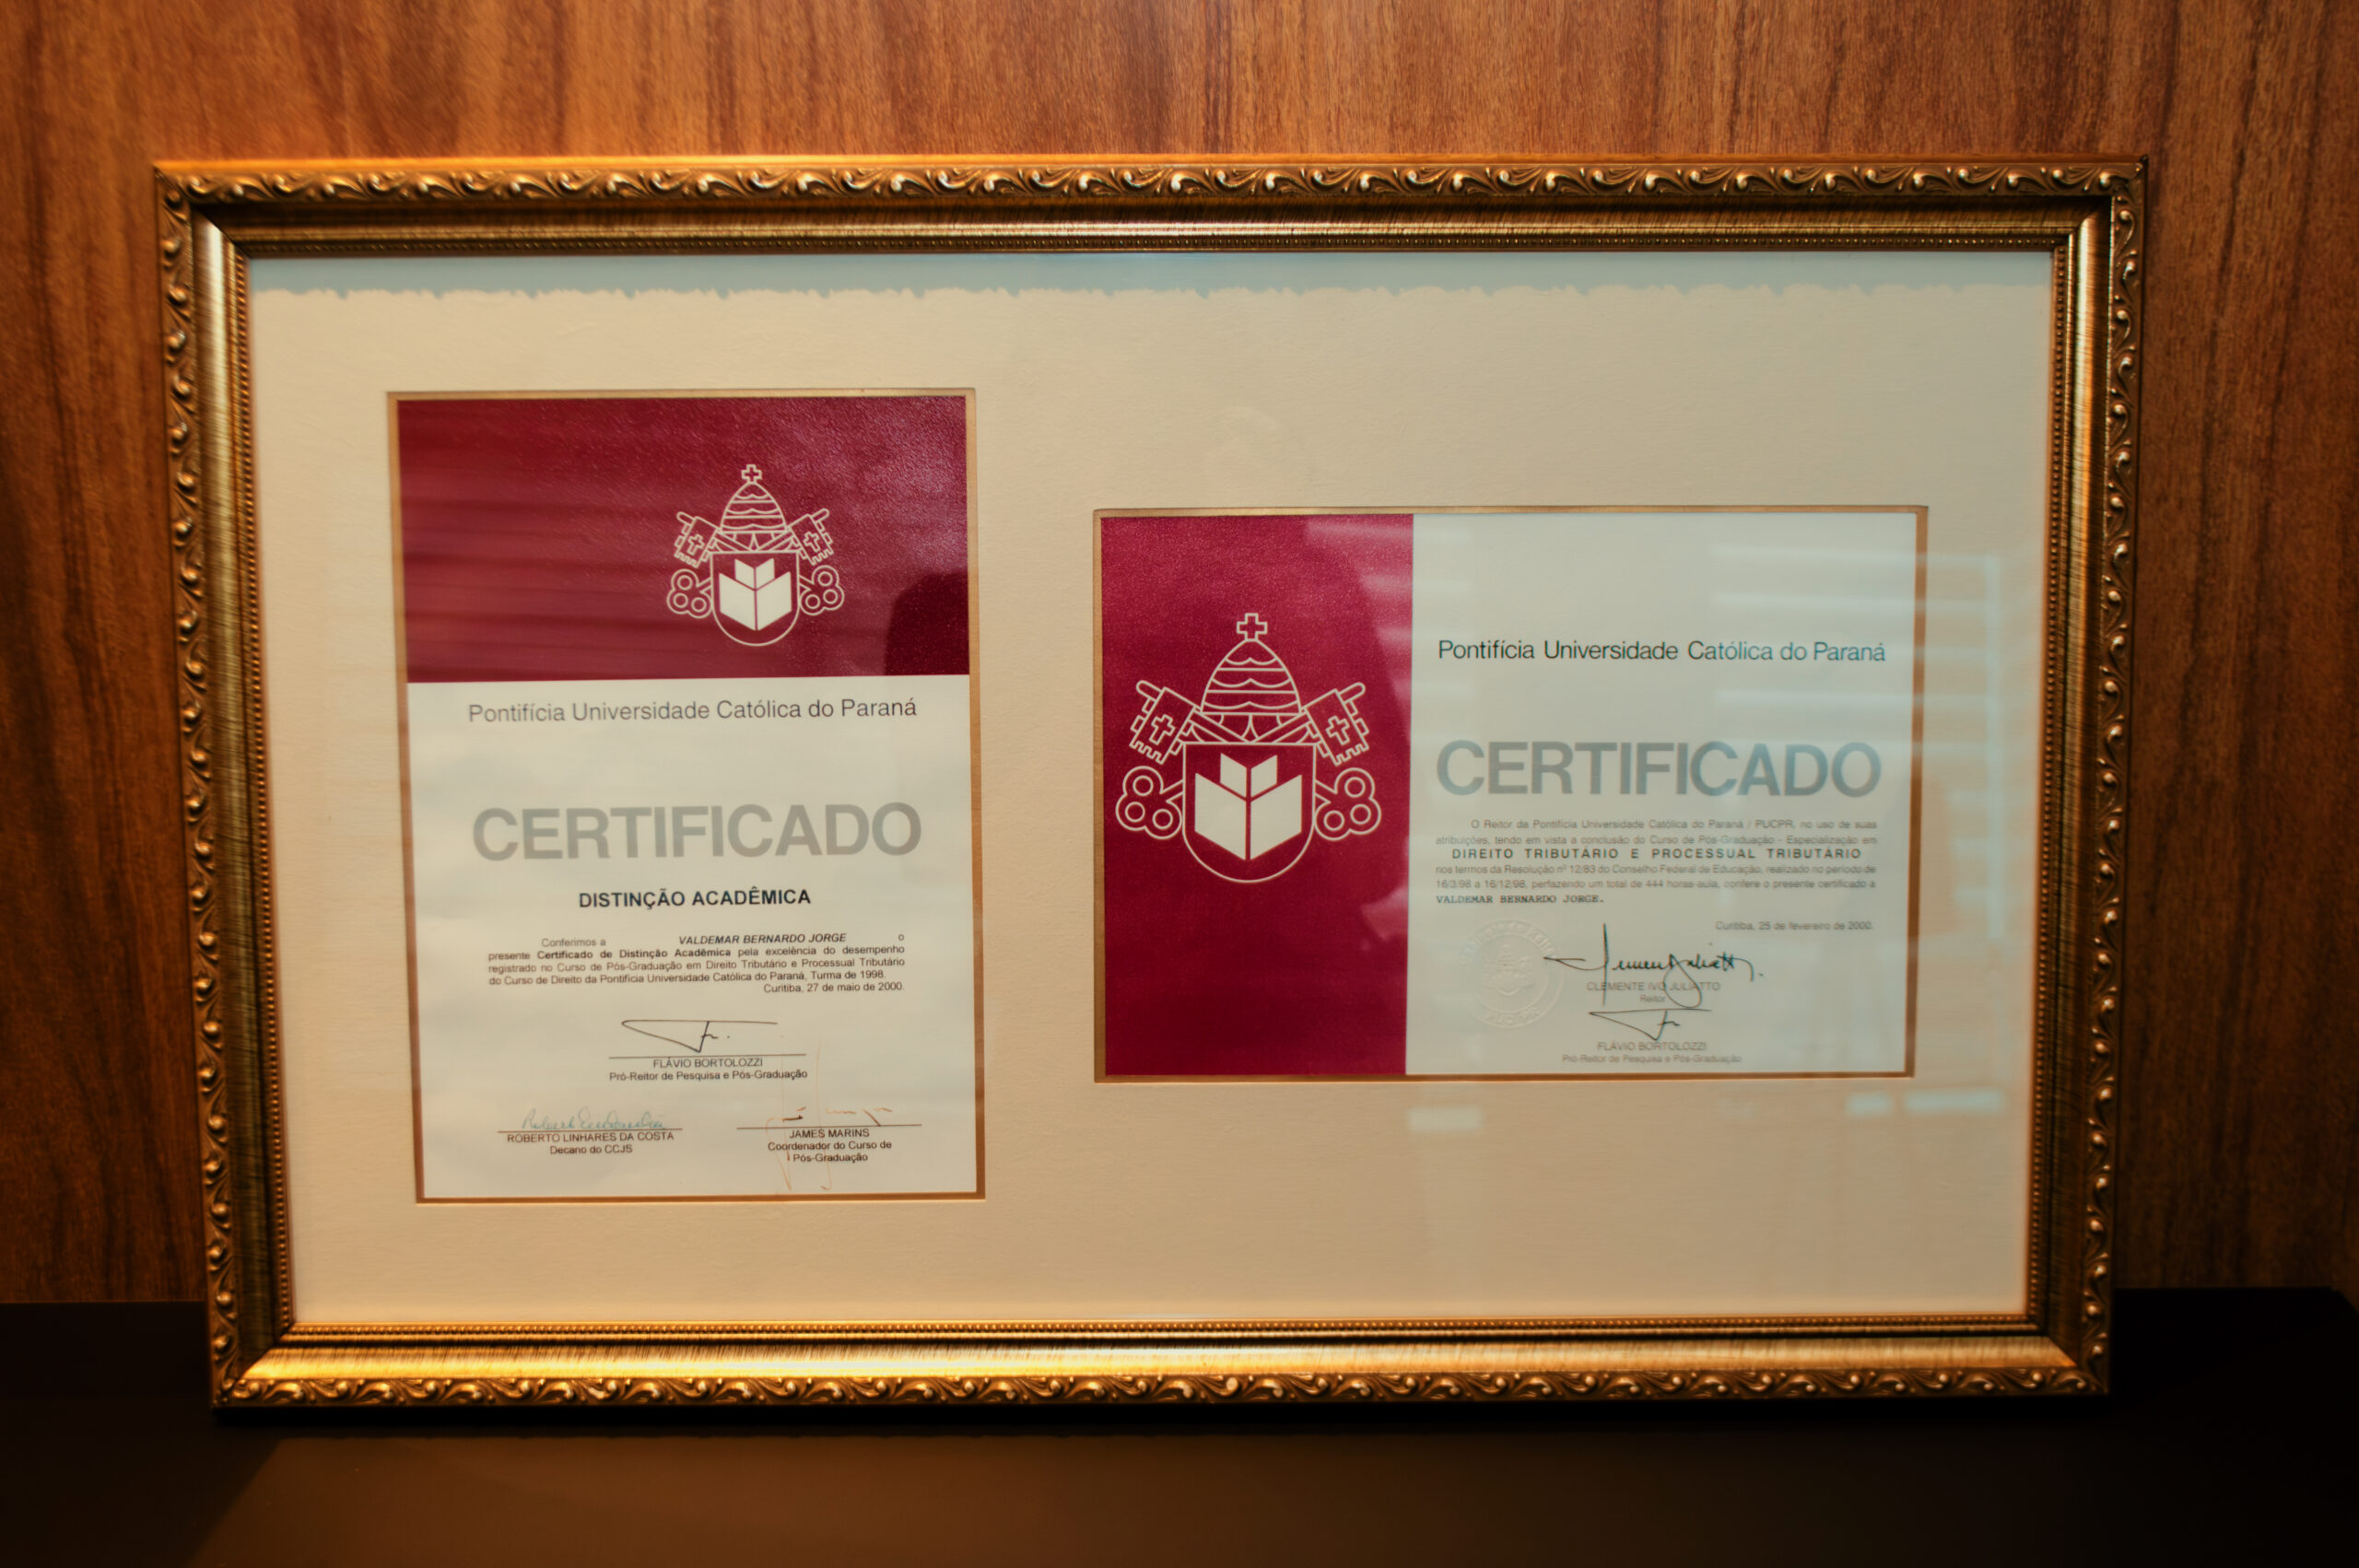 Pontifícia Universidade Católica do Paraná
CERTIFICADO
DISTINÇÃO ACADÊMICA
Conferimos a VALDEMAR BERNARDO JORGE o
presente Certificado de Distinção Acadêmica pela excelência do desempenho
registrado no Curso de Pós-Graduação em Direito Tributário e Processual Tributário
do Curso de Direito da Pontifícia Universidade Católica do Paraná, Turma de 1998.
Curitiba, 27 de maio de 2000.
FLÁVIO BORTOLOZZI
Pró-Reitor de Pesquisa e Pós-Graduação
ROBERTO LINHARES DA COSTA
Decano do CCJS
JAMES MARINS
Coordenador do Curso de
Pós-Graduação
Pontifícia Universidade Católica do Paraná
CERTIFICADO
O Reitor da Pontifícia Universidade Católica do Paraná / PUCPR, no uso de suas
atribuições, tendo em vista a conclusão do Curso de Pós-Graduação - Especialização em
DIREITO TRIBUTÁRIO E PROCESSUAL TRIBUTÁRIO
nos termos da Resolução nº 12/83 do Conselho Federal de Educação, realizado no período de
16/3/98 a 16/12/98, perfazendo um total de 444 horas-aula, confere o presente certificado a
VALDEMAR BERNARDO JORGE.
Curitiba, 25 de fevereiro de 2000.
CLEMENTE IVO JULIATTO
Reitor
FLÁVIO BORTOLOZZI
Pró-Reitor de Pesquisa e Pós-Graduação